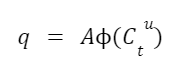 q = Aϕ(C_t^u)